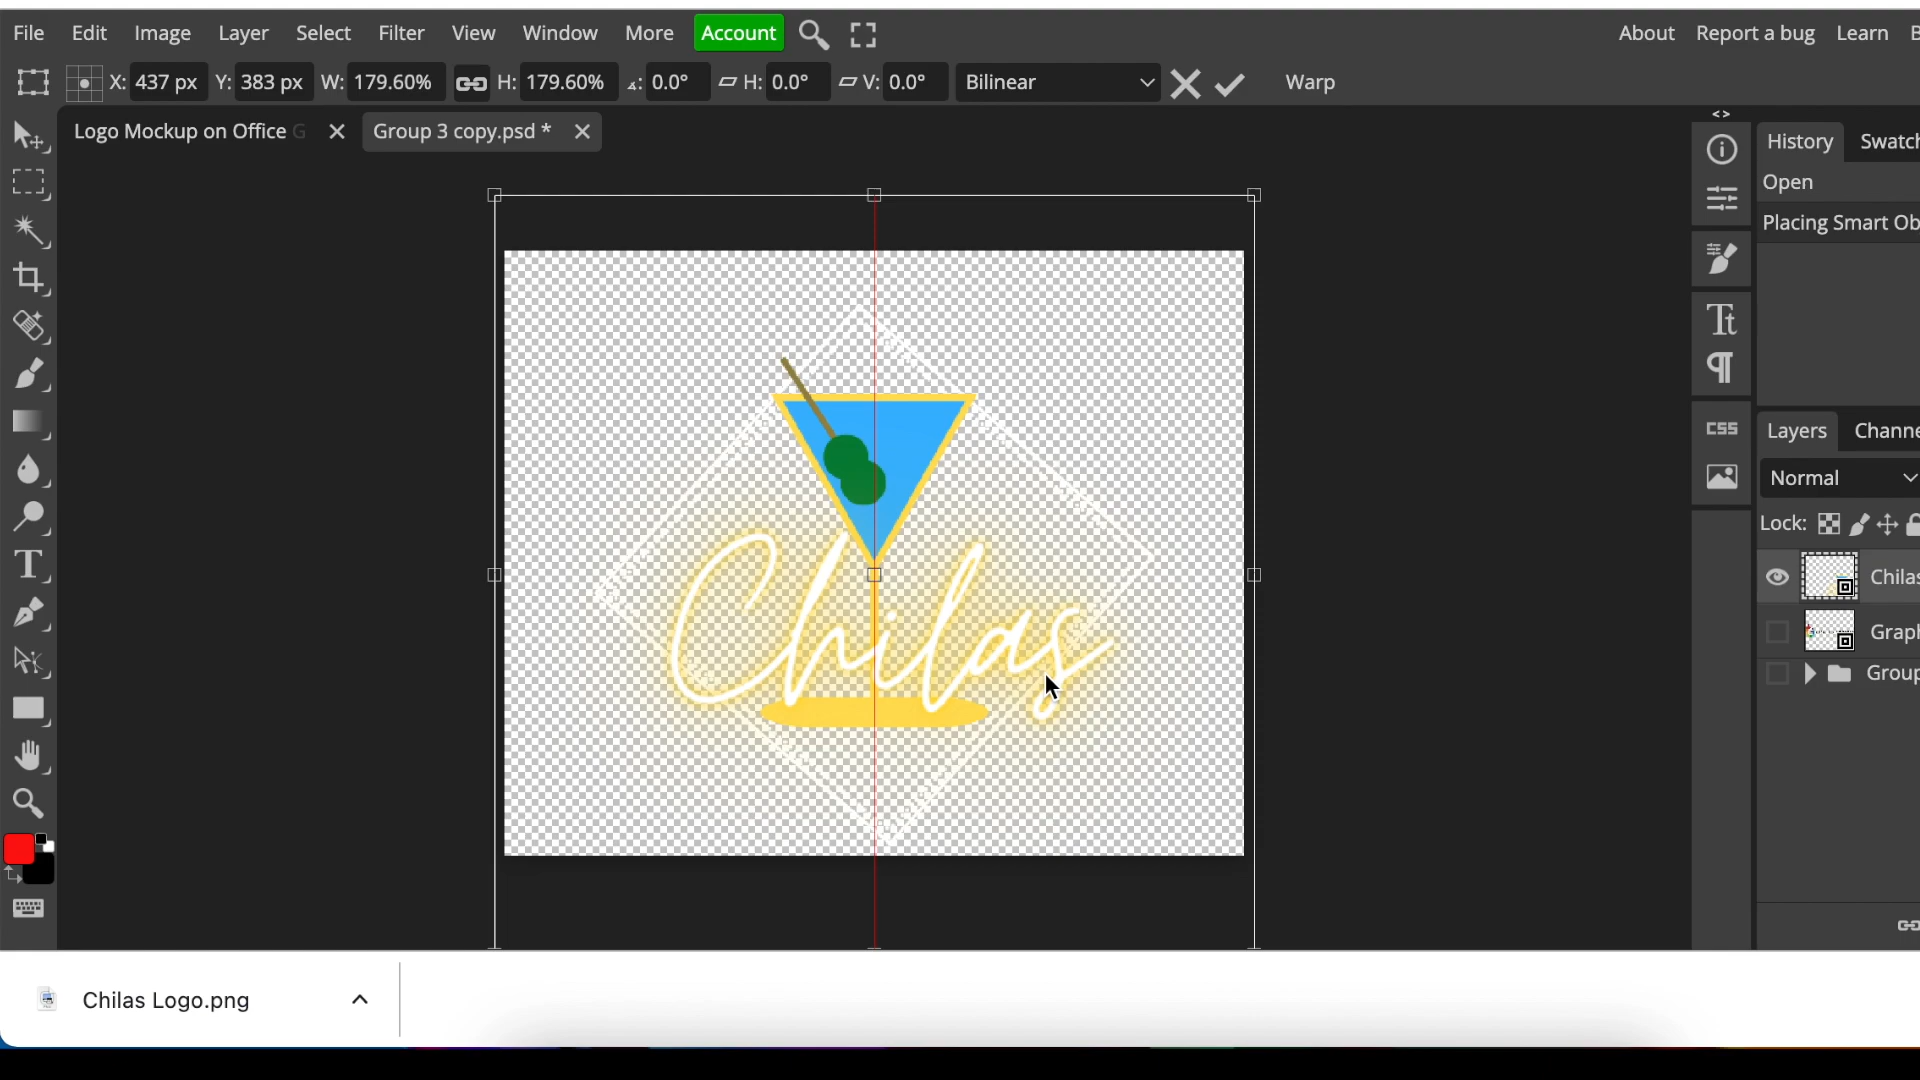 File Edit Image Layer Select Filter View Window More Account About Report a bug Learn B
X: 437 px Y: 383 px W: 179.60% H: 179.60% 0.0° H: 0.0° V: 0.0° Bilinear Warp
Logo Mockup on Office G Group 3 copy.psd *
History Swatch
Open
Placing Smart Ob
CSS
Layers Channe
Normal
Lock:
Chilas
Graph
Group
Chilas
Chilas Logo.png